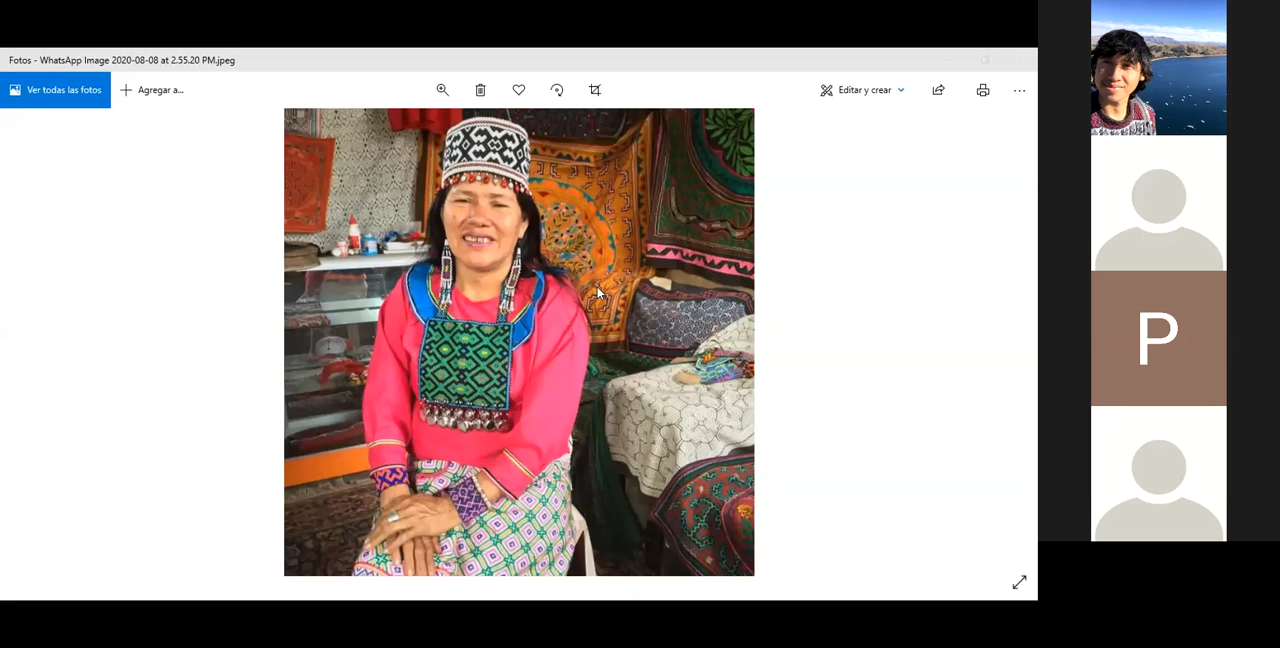 Fotos - WhatsApp Image 2020-08-08 at 2.55.20 PM.jpeg
Ver todas las fotos
Agregar a...
Editar y crear
P